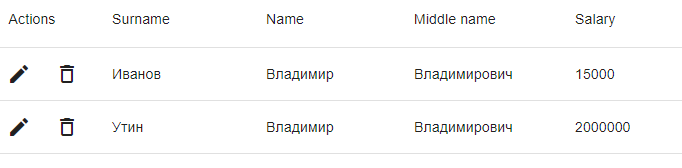 Actions Surname Name Middle name Salary
Иванов Владимир Владимирович 15000
Утин Владимир Владимирович 2000000